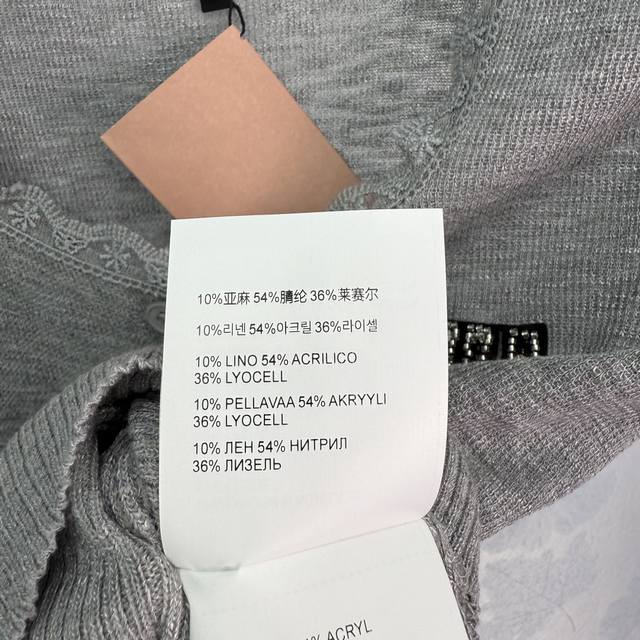 10%亚麻 54%腈纶 36%莱赛尔
10%리넨 54%아크릴 36%라이셀
10% LINO 54% ACRILICO
36% LYOCELL
10% PELLAVAA 54% AKRYYLI
36% LYOCELL
10% ЛЕН 54% НИТРИЛ
36% ЛИЗЕЛЬ
% ACRYL